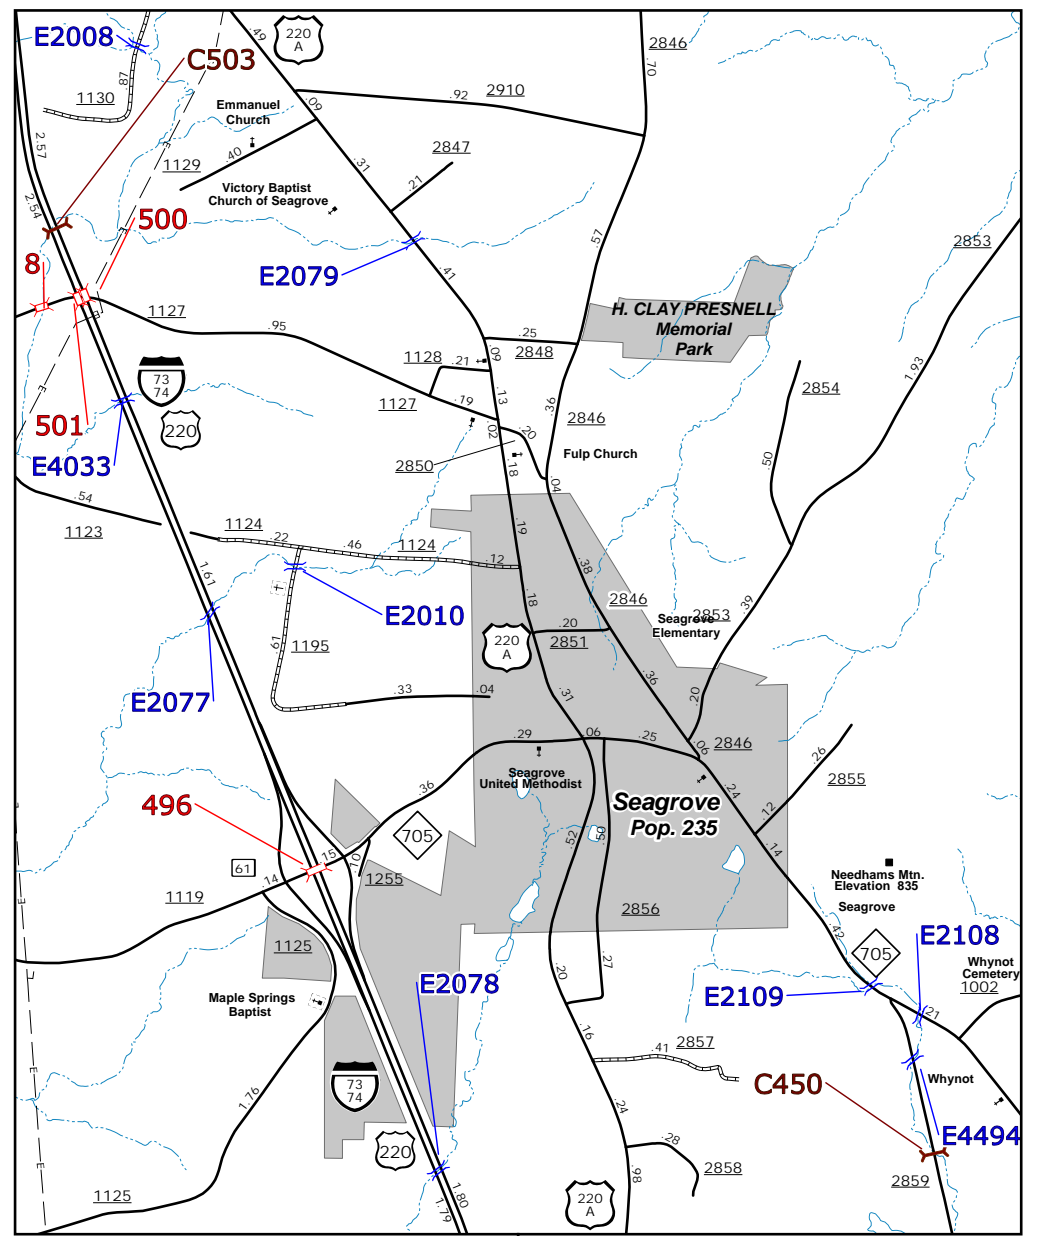 E2008
.49
220
A
2846
C503
.70
.87
1130
.92
2910
.09
Emmanuel
Church
2.57
E
2847
.40
1129
.31
.21
Victory Baptist
Church of Seagrove
2.54
500
E
.57
2853
8
E2079
.41
1127
E
H. CLAY PRESNELL
Memorial
Park
.95
.25
2848
.09
1128
.21
1.93
73
74
E
.13
2854
1127
.19
.36
2846
501
220
.02
.20
Fulp Church
E4033
2850
.18
.50
.04
.54
1123
1124
.22
.46
1124
.19
.12
.38
1.61
E2010
.18
2846
.39
2853
Seagrove
Elementary
.20
2851
220
A
.61
1195
E2077
.33
.04
.31
.36
.20
.29
.06
.25
.06
2846
.26
2855
Seagrove
United Methodist
.36
496
.24
Seagrove
Pop. 235
.12
705
.52
.50
.14
.15
.10
61
.14
1255
Needhams Mtn.
Elevation 835
1119
E
Seagrove
2856
.42
E2108
1125
705
Whynot
Cemetery
1002
.20
.27
E2078
E2109
Maple Springs
Baptist
.21
.16
.41
2857
73
74
E
C450
Whynot
1.76
.24
E4494
220
.28
2858
E
.98
2859
1125
1.80
1.79
220
A